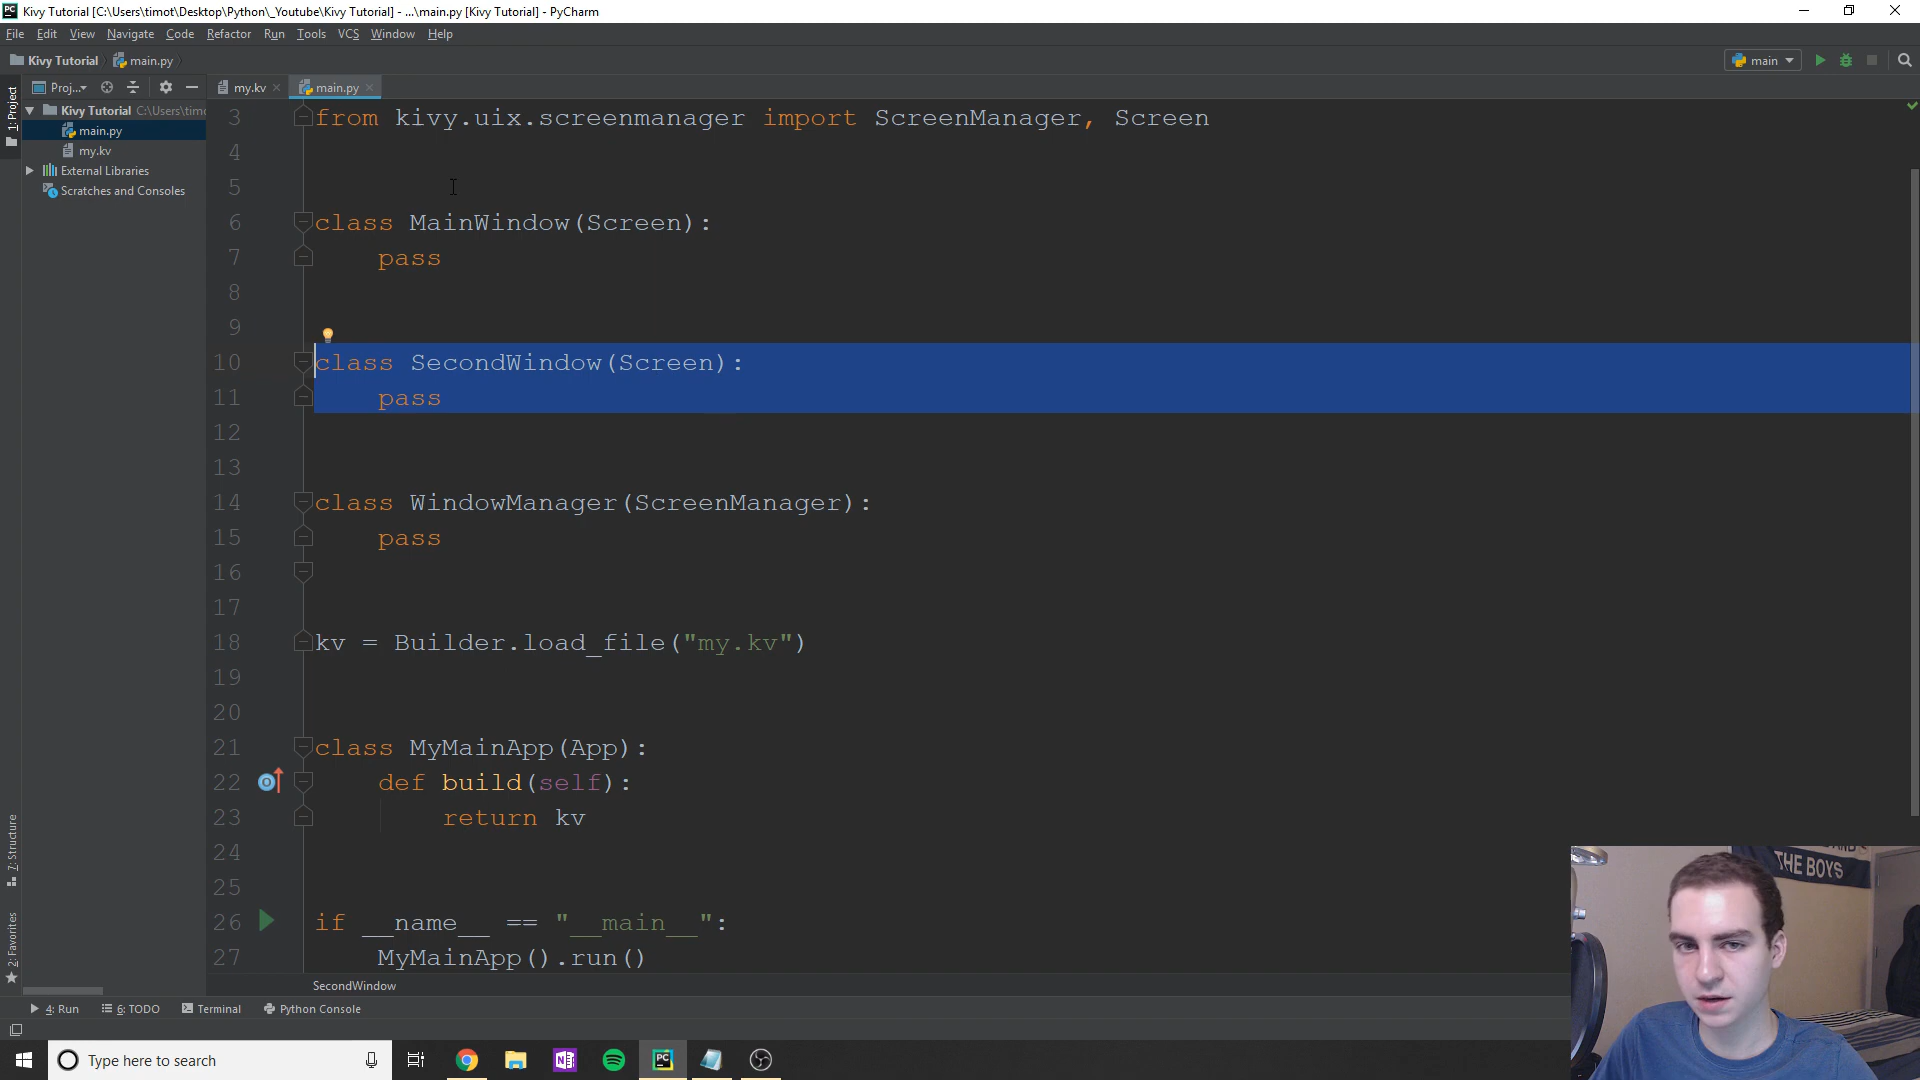 PC Kivy Tutorial [C:\Users\timot\Desktop\Python\_Youtube\Kivy Tutorial] - ...\main.py [Kivy Tutorial] - PyCharm
File Edit View Navigate Code Refactor Run Tools VCS Window Help
Kivy Tutorial main.py main
Proj... my.kv main.py
1: Project
Kivy Tutorial C:\Users\timo
main.py
my.kv
External Libraries
Scratches and Consoles
3 from kivy.uix.screenmanager import ScreenManager, Screen
4
5
6 class MainWindow(Screen):
7 pass
8
9
10 class SecondWindow(Screen):
11 pass
12
13
14 class WindowManager(ScreenManager):
15 pass
16
17
18 kv = Builder.load_file("my.kv")
19
20
21 class MyMainApp(App):
22 def build(self):
23 return kv
24
25
26 if __name__ == "__main__":
27 MyMainApp().run()
7: Structure
2: Favorites
SecondWindow
4: Run 6: TODO Terminal Python Console
Type here to search
N
PC
THE BOYS